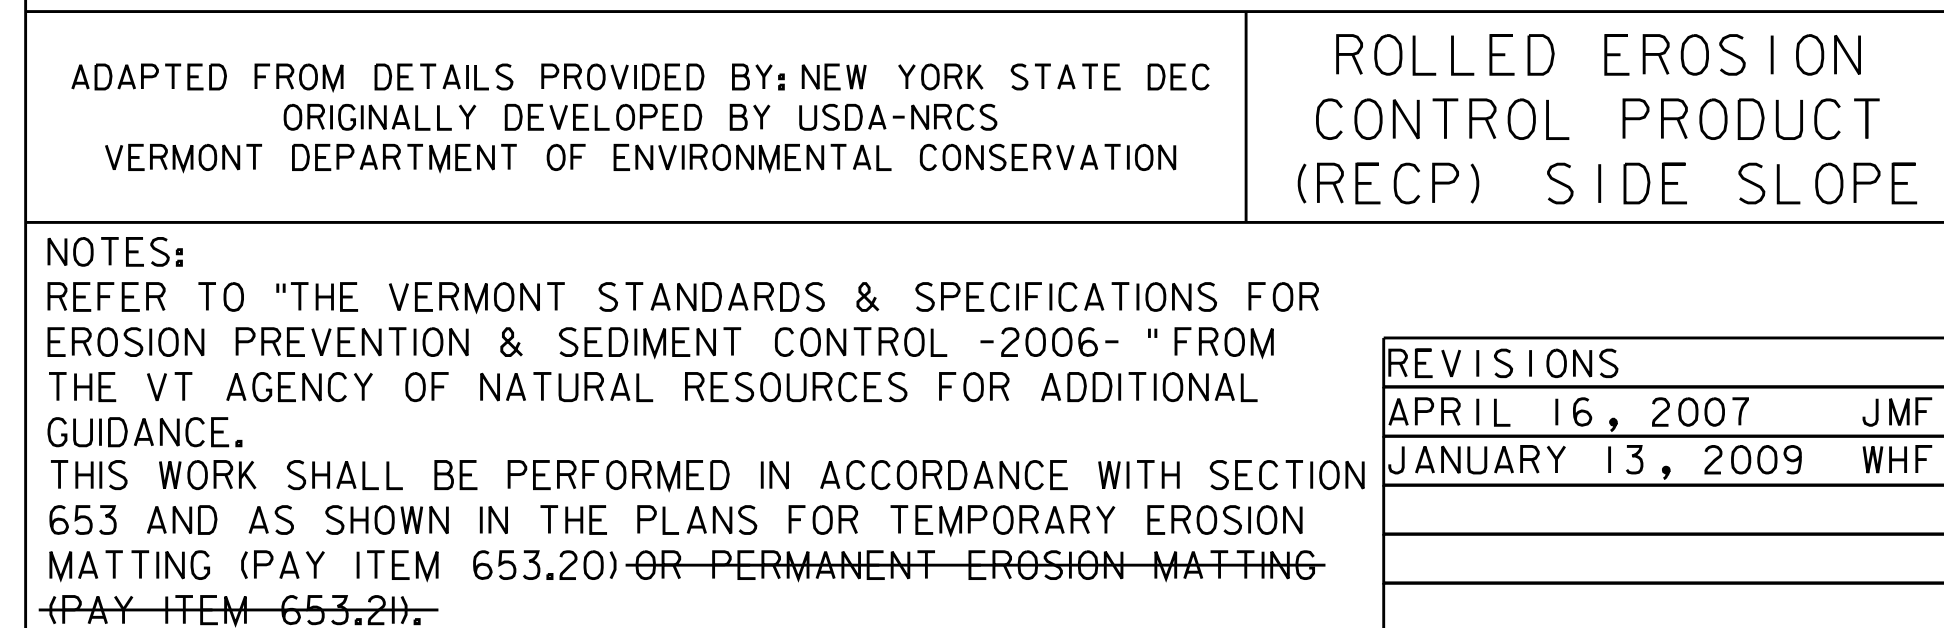 ADAPTED FROM DETAILS PROVIDED BY: NEW YORK STATE DEC
ORIGINALLY DEVELOPED BY USDA-NRCS
VERMONT DEPARTMENT OF ENVIRONMENTAL CONSERVATION
ROLLED EROSION
CONTROL PRODUCT
(RECP) SIDE SLOPE
NOTES:
REFER TO "THE VERMONT STANDARDS & SPECIFICATIONS FOR
EROSION PREVENTION & SEDIMENT CONTROL -2006- " FROM
THE VT AGENCY OF NATURAL RESOURCES FOR ADDITIONAL
GUIDANCE.
THIS WORK SHALL BE PERFORMED IN ACCORDANCE WITH SECTION
653 AND AS SHOWN IN THE PLANS FOR TEMPORARY EROSION
MATTING (PAY ITEM 653.20) OR PERMANENT EROSION MATTING
(PAY ITEM 653.21).
REVISIONS
APRIL 16, 2007 JMF
JANUARY 13, 2009 WHF